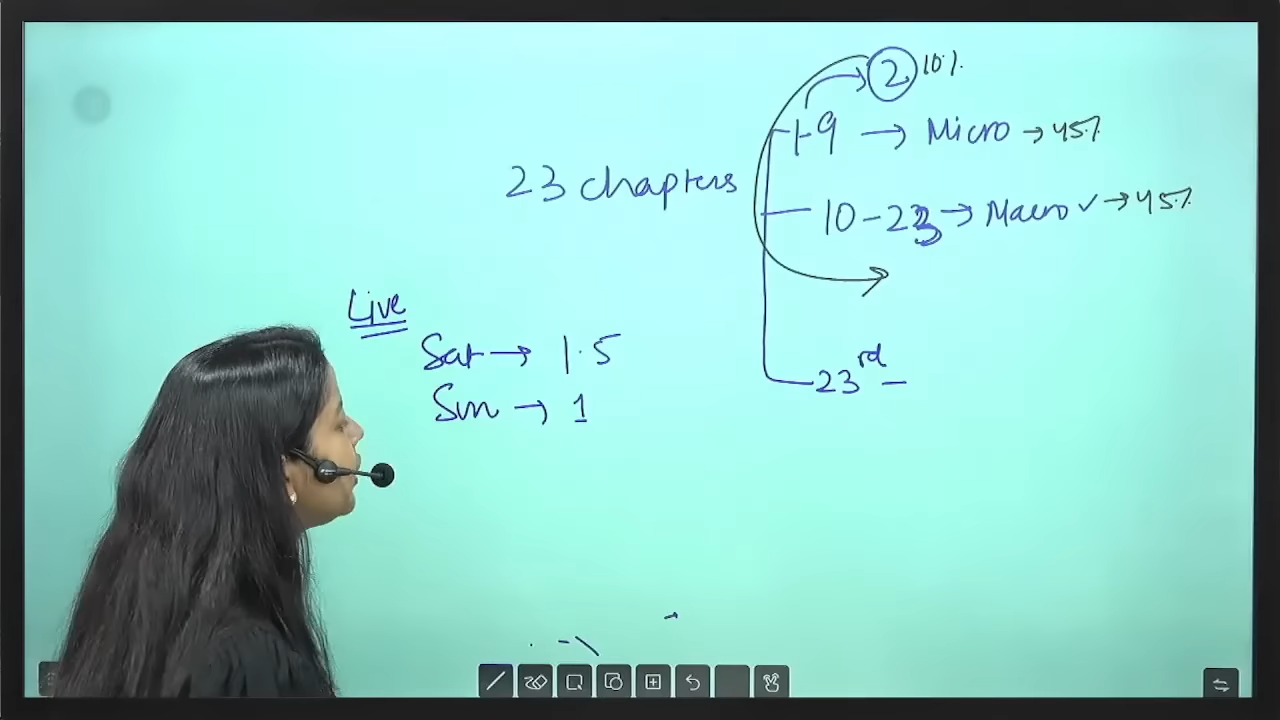 2 10%
1-9 → Micro → 45%
23 chapters
10-23 → Macro ✓ → 45%
Live
Sat → 1.5
23rd -
Sun → 1